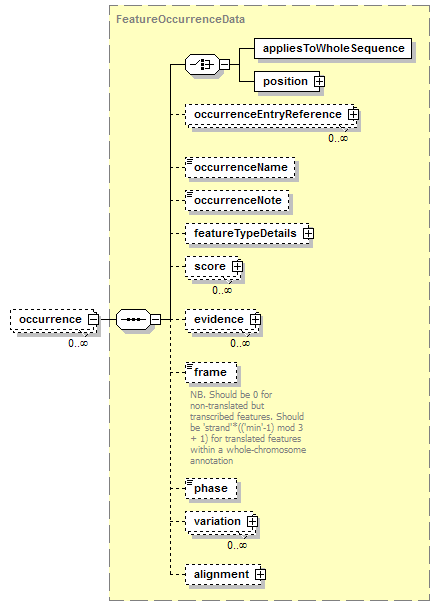 FeatureOccurrenceData
appliesToWholeSequence
position
occurrenceEntryReference
0..∞
occurrenceName
occurrenceNote
featureTypeDetails
score
0..∞
occurrence
0..∞
evidence
0..∞
frame
NB. Should be 0 for
non-translated but
transcribed features. Should
be 'strand'*(('min'-1) mod 3
+ 1) for translated features
within a whole-chromosome
annotation
phase
variation
0..∞
alignment